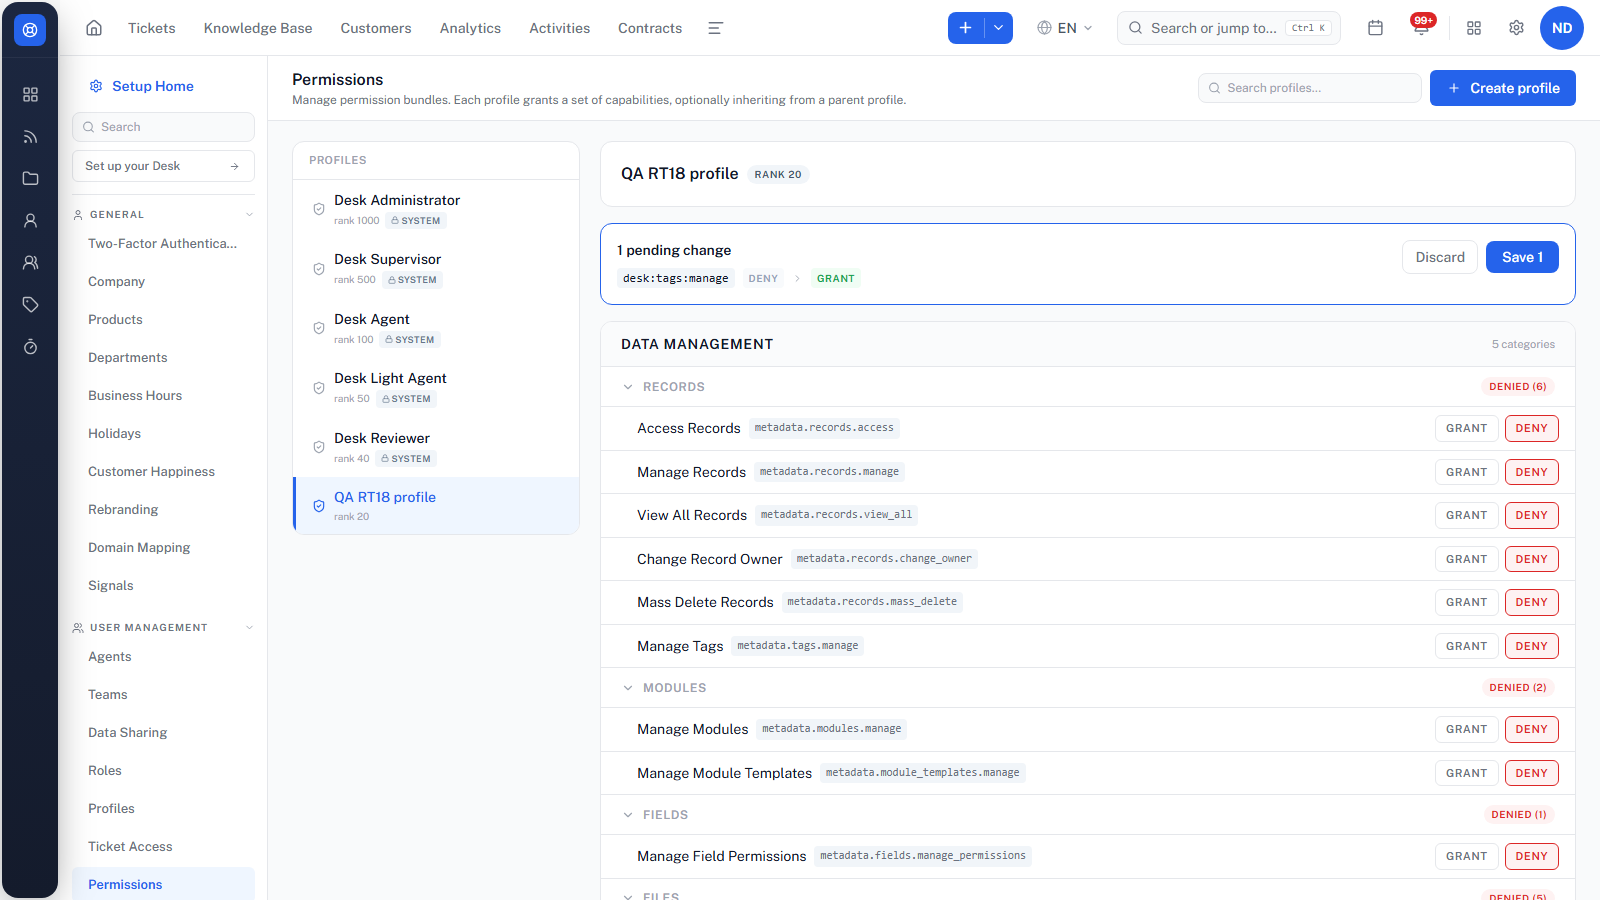 Tickets
Knowledge Base
Customers
Analytics
Activities
Contracts
EN
Search or jump to...
Ctrl K
99+
ND
Setup Home
Search
Set up your Desk
GENERAL
Two-Factor Authentica...
Company
Products
Departments
Business Hours
Holidays
Customer Happiness
Rebranding
Domain Mapping
Signals
USER MANAGEMENT
Agents
Teams
Data Sharing
Roles
Profiles
Ticket Access
Permissions
Permissions
Manage permission bundles. Each profile grants a set of capabilities, optionally inheriting from a parent profile.
Search profiles...
Create profile
PROFILES
Desk Administrator
rank 1000 SYSTEM
Desk Supervisor
rank 500 SYSTEM
Desk Agent
rank 100 SYSTEM
Desk Light Agent
rank 50 SYSTEM
Desk Reviewer
rank 40 SYSTEM
QA RT18 profile
rank 20
QA RT18 profile RANK 20
1 pending change
desk:tags:manage DENY GRANT
Discard
Save 1
DATA MANAGEMENT 5 categories
RECORDS DENIED (6)
Access Records metadata.records.access GRANT DENY
Manage Records metadata.records.manage GRANT DENY
View All Records metadata.records.view_all GRANT DENY
Change Record Owner metadata.records.change_owner GRANT DENY
Mass Delete Records metadata.records.mass_delete GRANT DENY
Manage Tags metadata.tags.manage GRANT DENY
MODULES DENIED (2)
Manage Modules metadata.modules.manage GRANT DENY
Manage Module Templates metadata.module_templates.manage GRANT DENY
FIELDS DENIED (1)
Manage Field Permissions metadata.fields.manage_permissions GRANT DENY
FILES DENIED (5)